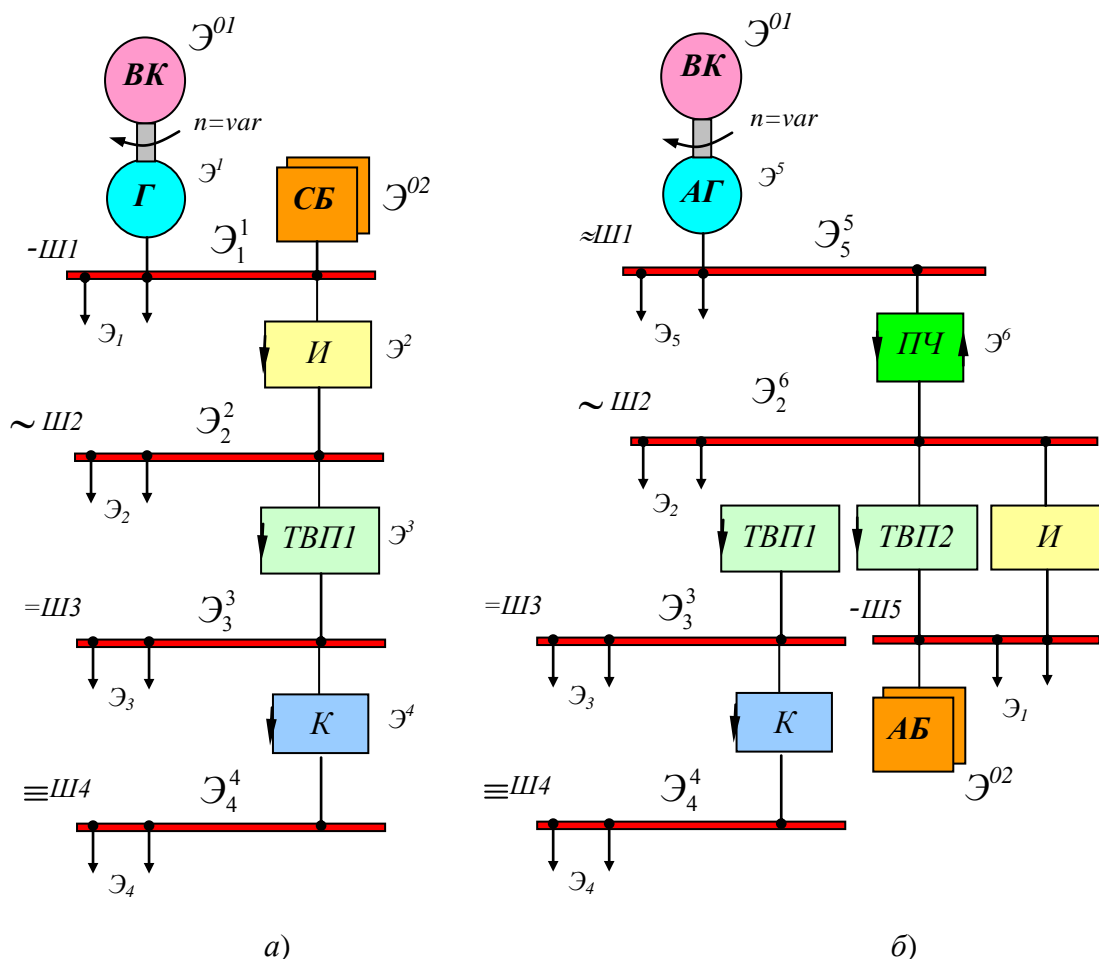 Э⁰¹
ВК
n=var
Э¹
Г
СБ
Э⁰²
-Ш1
Э₁¹
Э₁
И
Э²
~ Ш2
Э₂²
Э₂
ТВП1
Э³
=Ш3
Э₃³
Э₃
К
Э⁴
≡Ш4
Э₄⁴
Э₄
а)
Э⁰¹
ВК
n=var
Э⁵
АГ
≈Ш1
Э₅⁵
Э₅
ПЧ
Э⁶
~ Ш2
Э₂⁶
Э₂
ТВП1
ТВП2
И
=Ш3
Э₃³
-Ш5
Э₃
Э₁
К
АБ
Э⁰²
≡Ш4
Э₄⁴
Э₄
б)